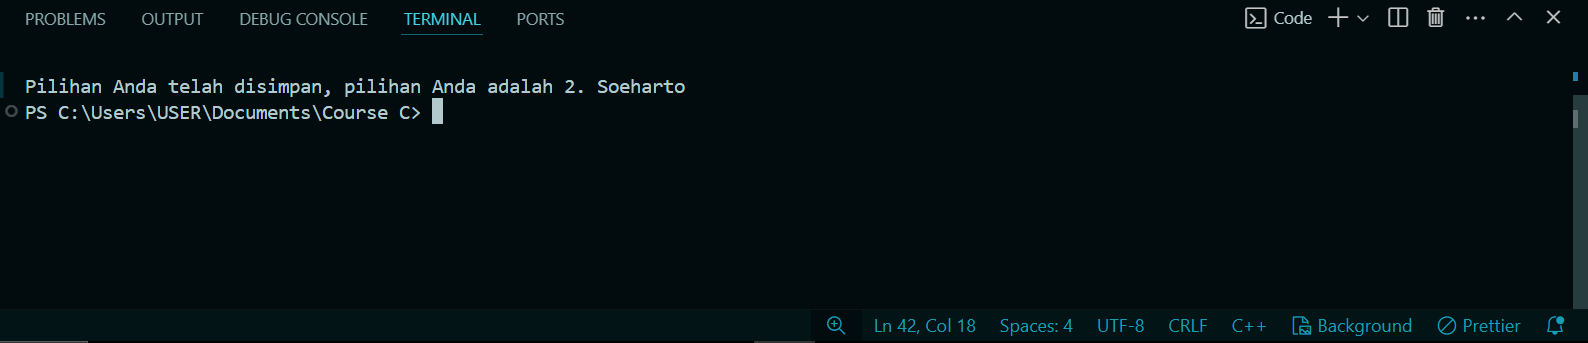 PROBLEMS OUTPUT DEBUG CONSOLE TERMINAL PORTS Code
Pilihan Anda telah disimpan, pilihan Anda adalah 2. Soeharto
PS C:\Users\USER\Documents\Course C>
Ln 42, Col 18 Spaces: 4 UTF-8 CRLF C++ Background Prettier